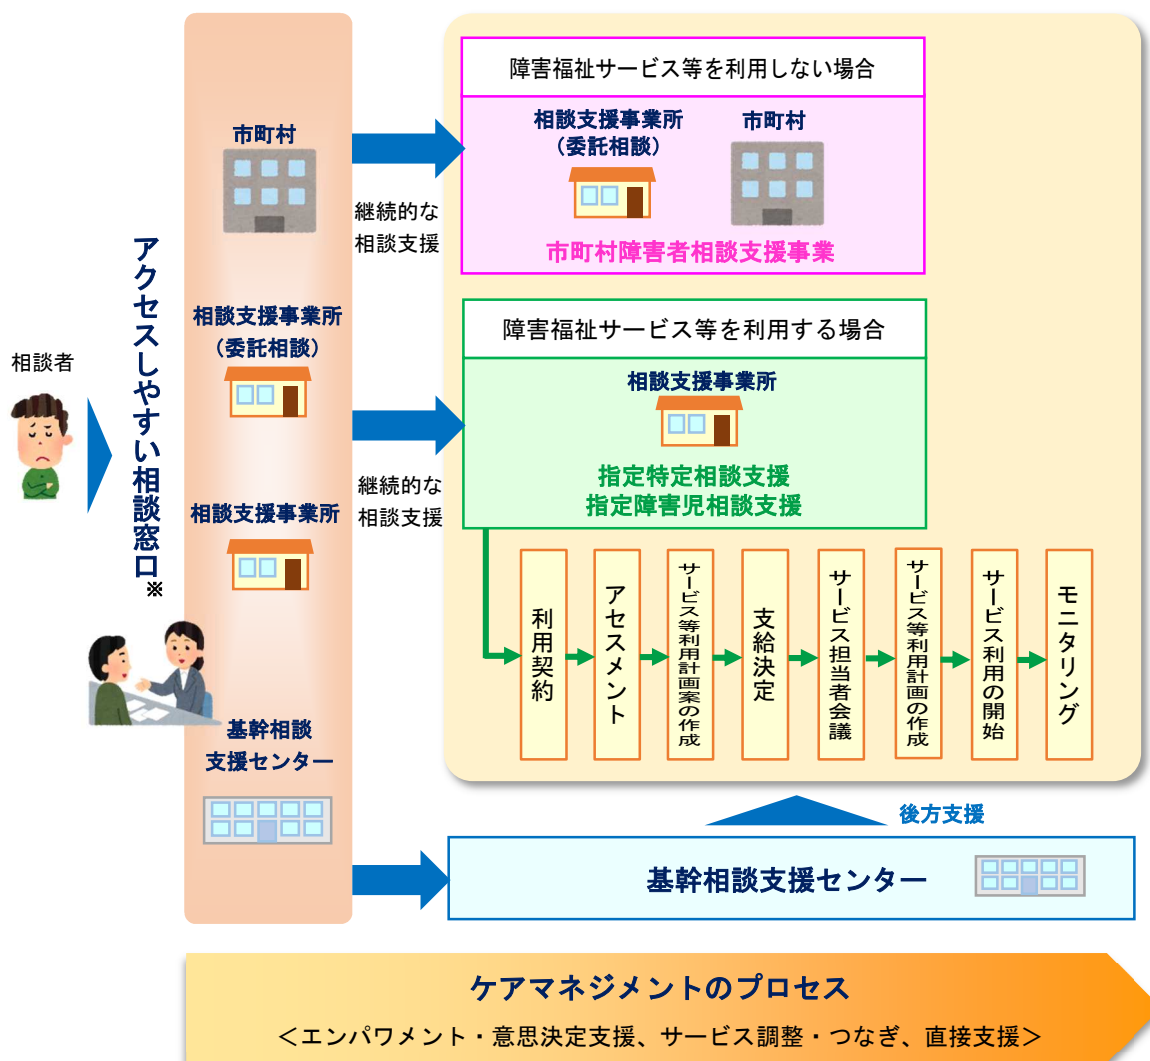 相談者
アクセスしやすい相談窓口※
市町村
相談支援事業所
（委託相談）
相談支援事業所
基幹相談
支援センター
継続的な
相談支援
継続的な
相談支援
障害福祉サービス等を利用しない場合
相談支援事業所
（委託相談）
市町村
市町村障害者相談支援事業
障害福祉サービス等を利用する場合
相談支援事業所
指定特定相談支援
指定障害児相談支援
利用契約
アセスメント
サービス等利用計画案の作成
支給決定
サービス担当者会議
サービス等利用計画の作成
サービス利用の開始
モニタリング
後方支援
基幹相談支援センター
ケアマネジメントのプロセス
＜エンパワメント・意思決定支援、サービス調整・つなぎ、直接支援＞